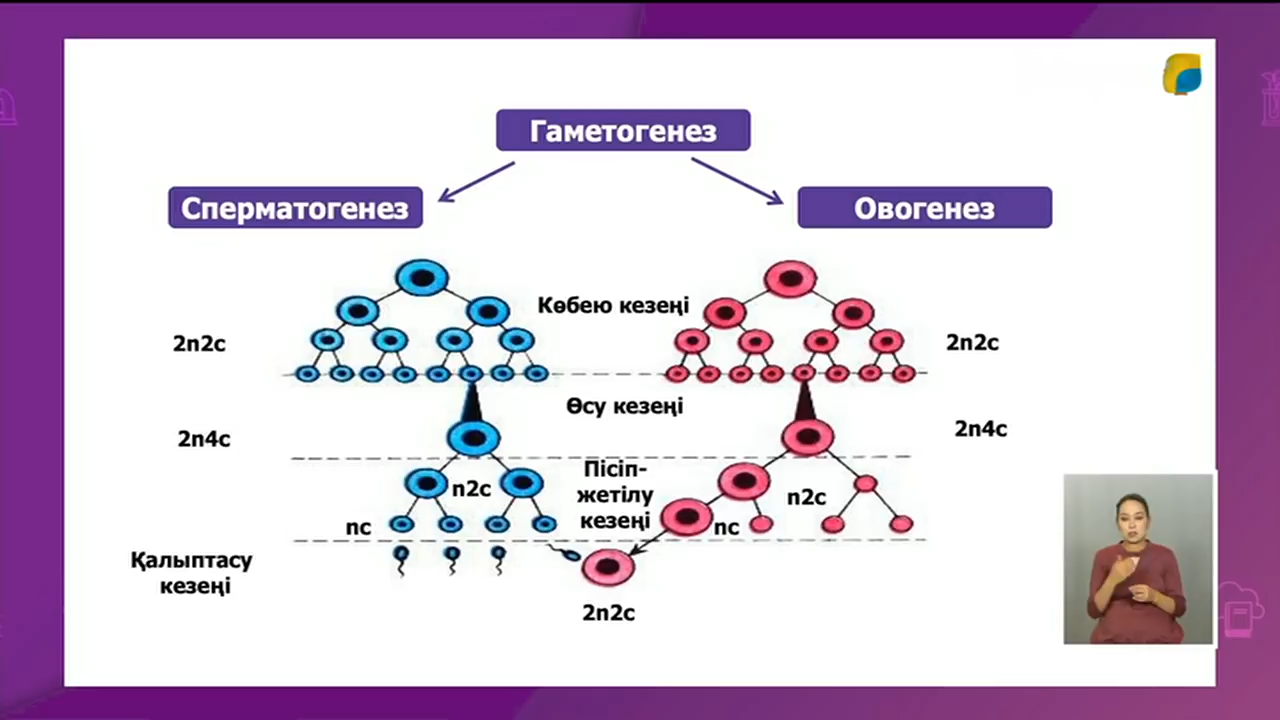 Гаметогенез
Сперматогенез
Овогенез
Көбею кезеңі
2n2c
2n2c
Өсу кезеңі
2n4c
2n4c
Пісіп-
жетілу
кезеңі
n2c
n2c
nc
nc
Қалыптасу
кезеңі
2n2c